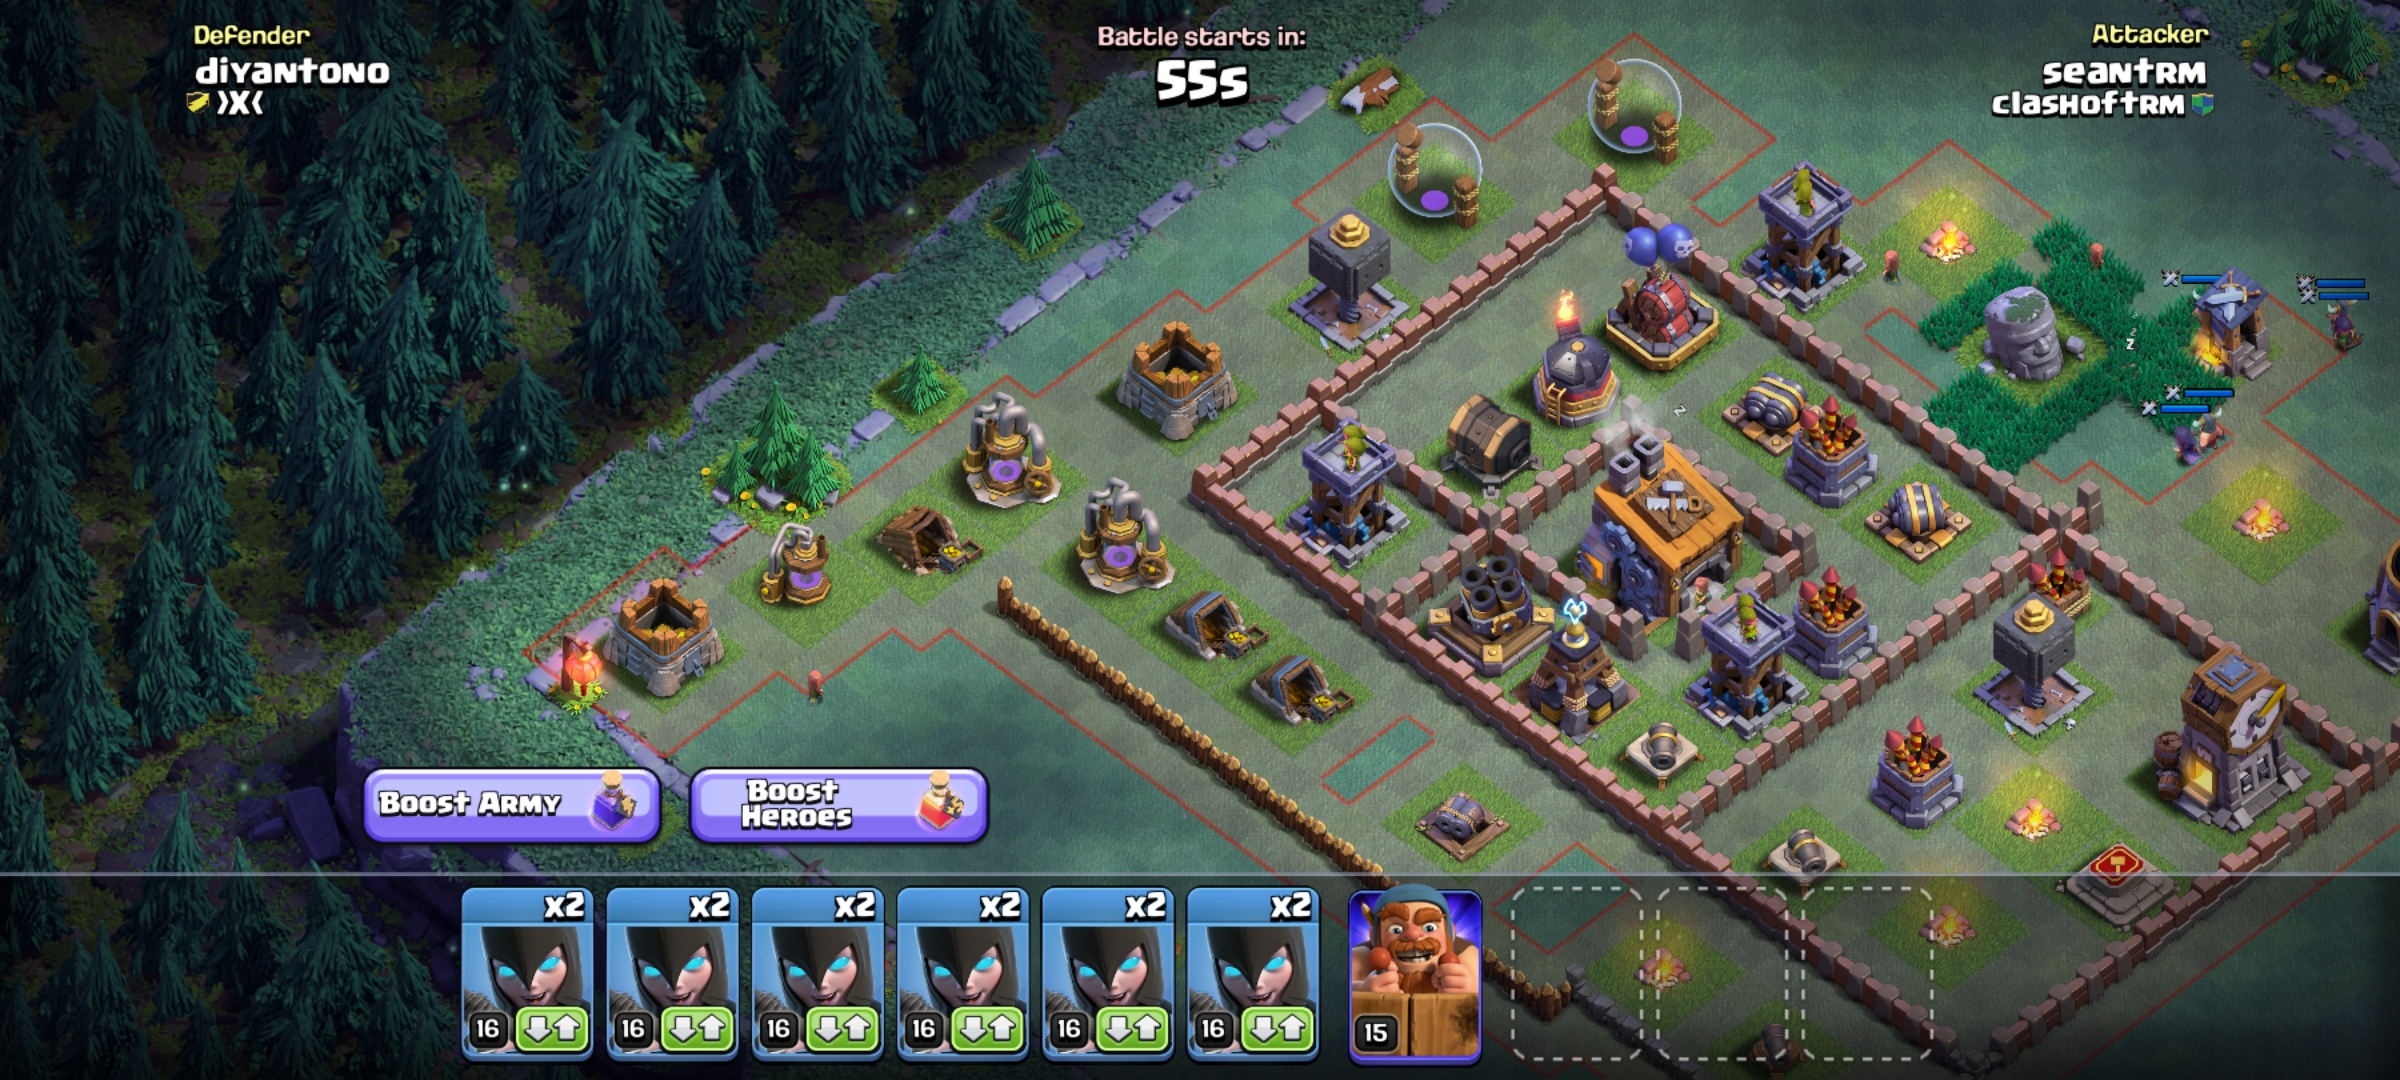 Defender
diyantono
⟩X⟨
Battle starts in:
55s
Attacker
seantRM
clashoftRM
Z
Z
Boost Army
Boost
Heroes
x2
x2
x2
x2
x2
x2
16
16
16
16
16
16
15